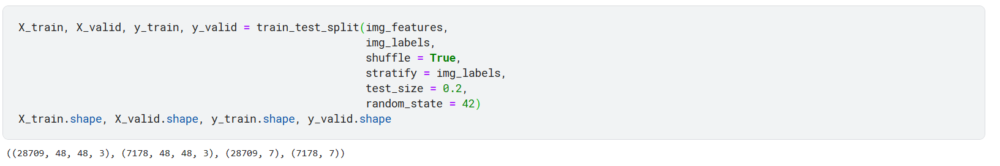 X_train, X_valid, y_train, y_valid = train_test_split(img_features,
img_labels,
shuffle = True,
stratify = img_labels,
test_size = 0.2,
random_state = 42)
X_train.shape, X_valid.shape, y_train.shape, y_valid.shape
((28709, 48, 48, 3), (7178, 48, 48, 3), (28709, 7), (7178, 7))